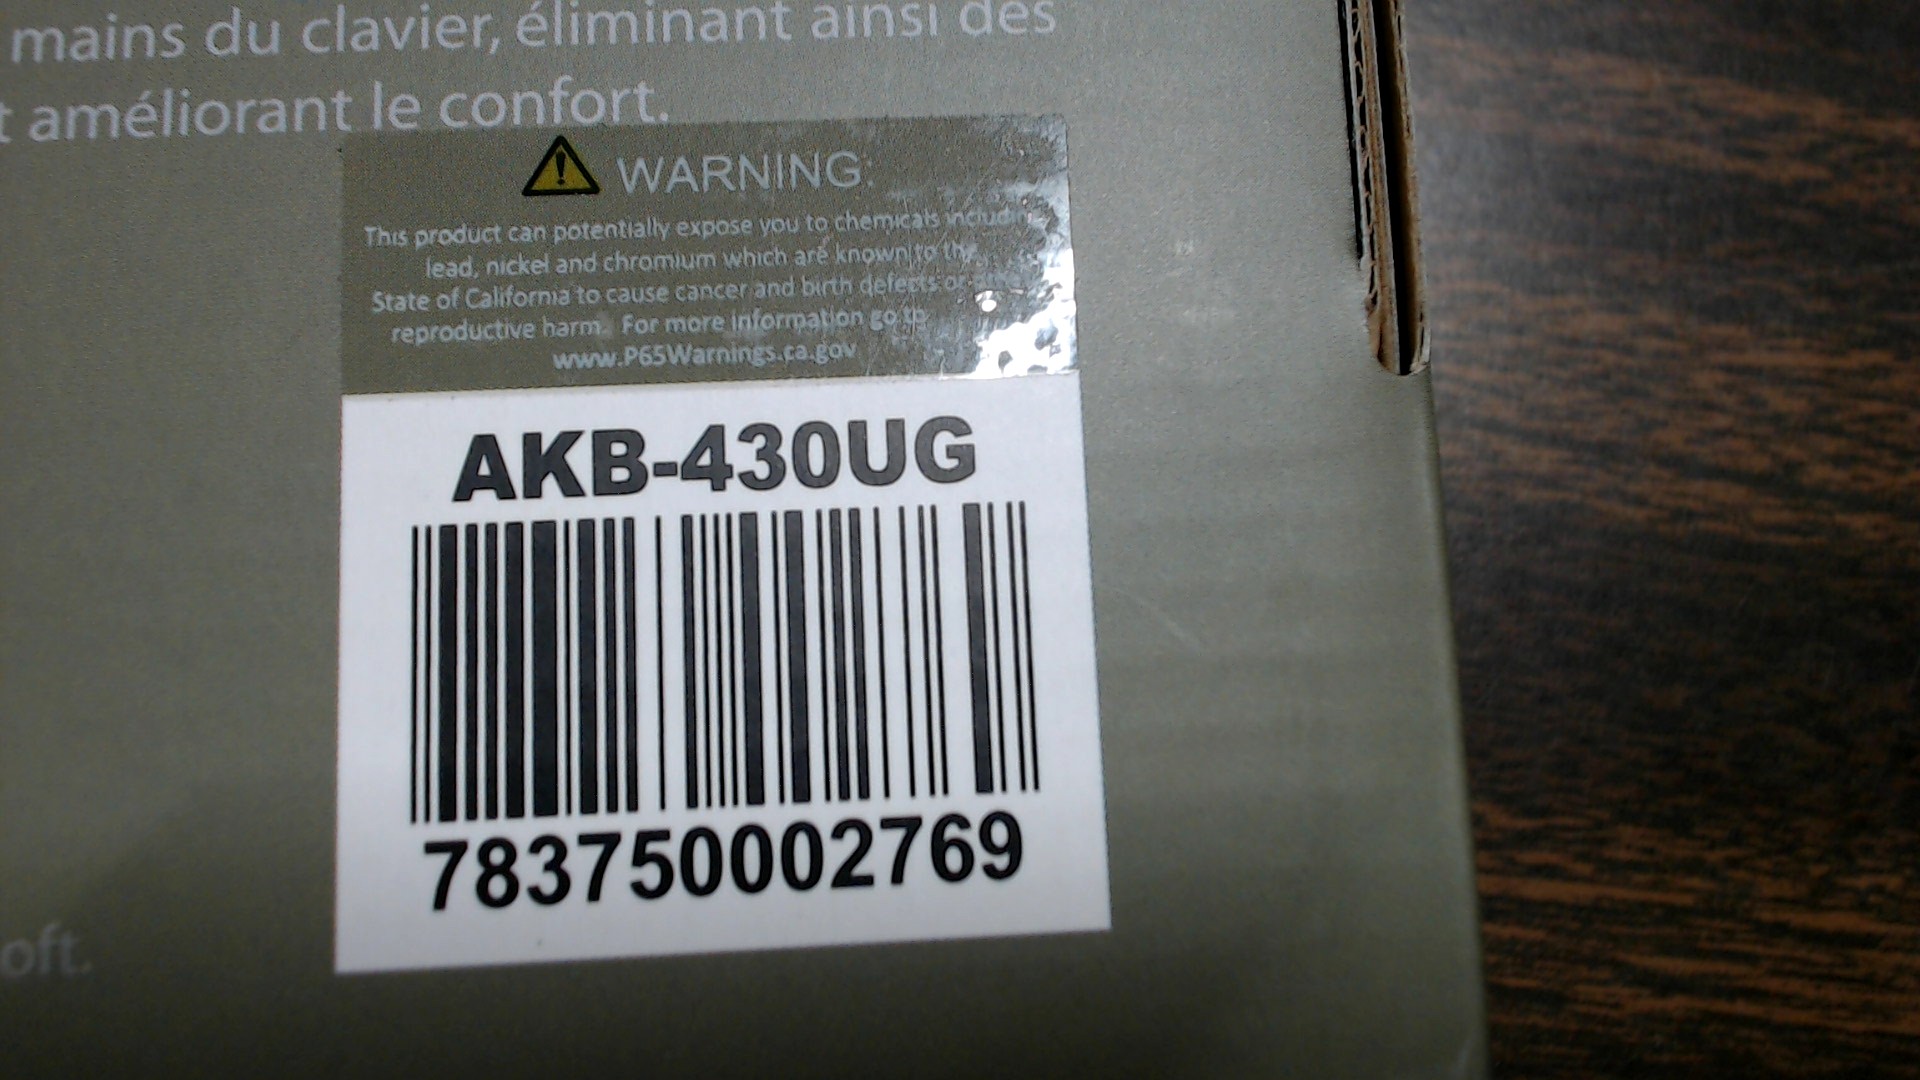 mains du clavier, éliminant ainsi des
t améliorant le confort.
WARNING:
This product can potentially expose you to chemicals including
lead, nickel and chromium which are known to the
State of California to cause cancer and birth defects or
reproductive harm. For more information go to
www.P65Warnings.ca.gov
AKB-430UG
783750002769
oft.